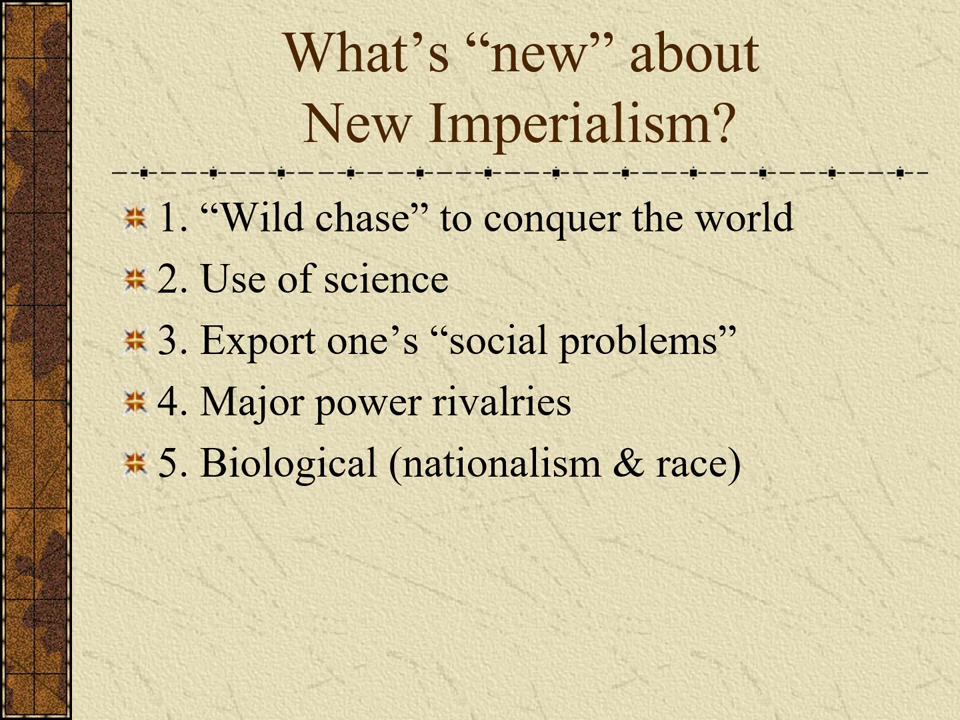 What’s “new” about
New Imperialism?
1. “Wild chase” to conquer the world
2. Use of science
3. Export one’s “social problems”
4. Major power rivalries
5. Biological (nationalism & race)